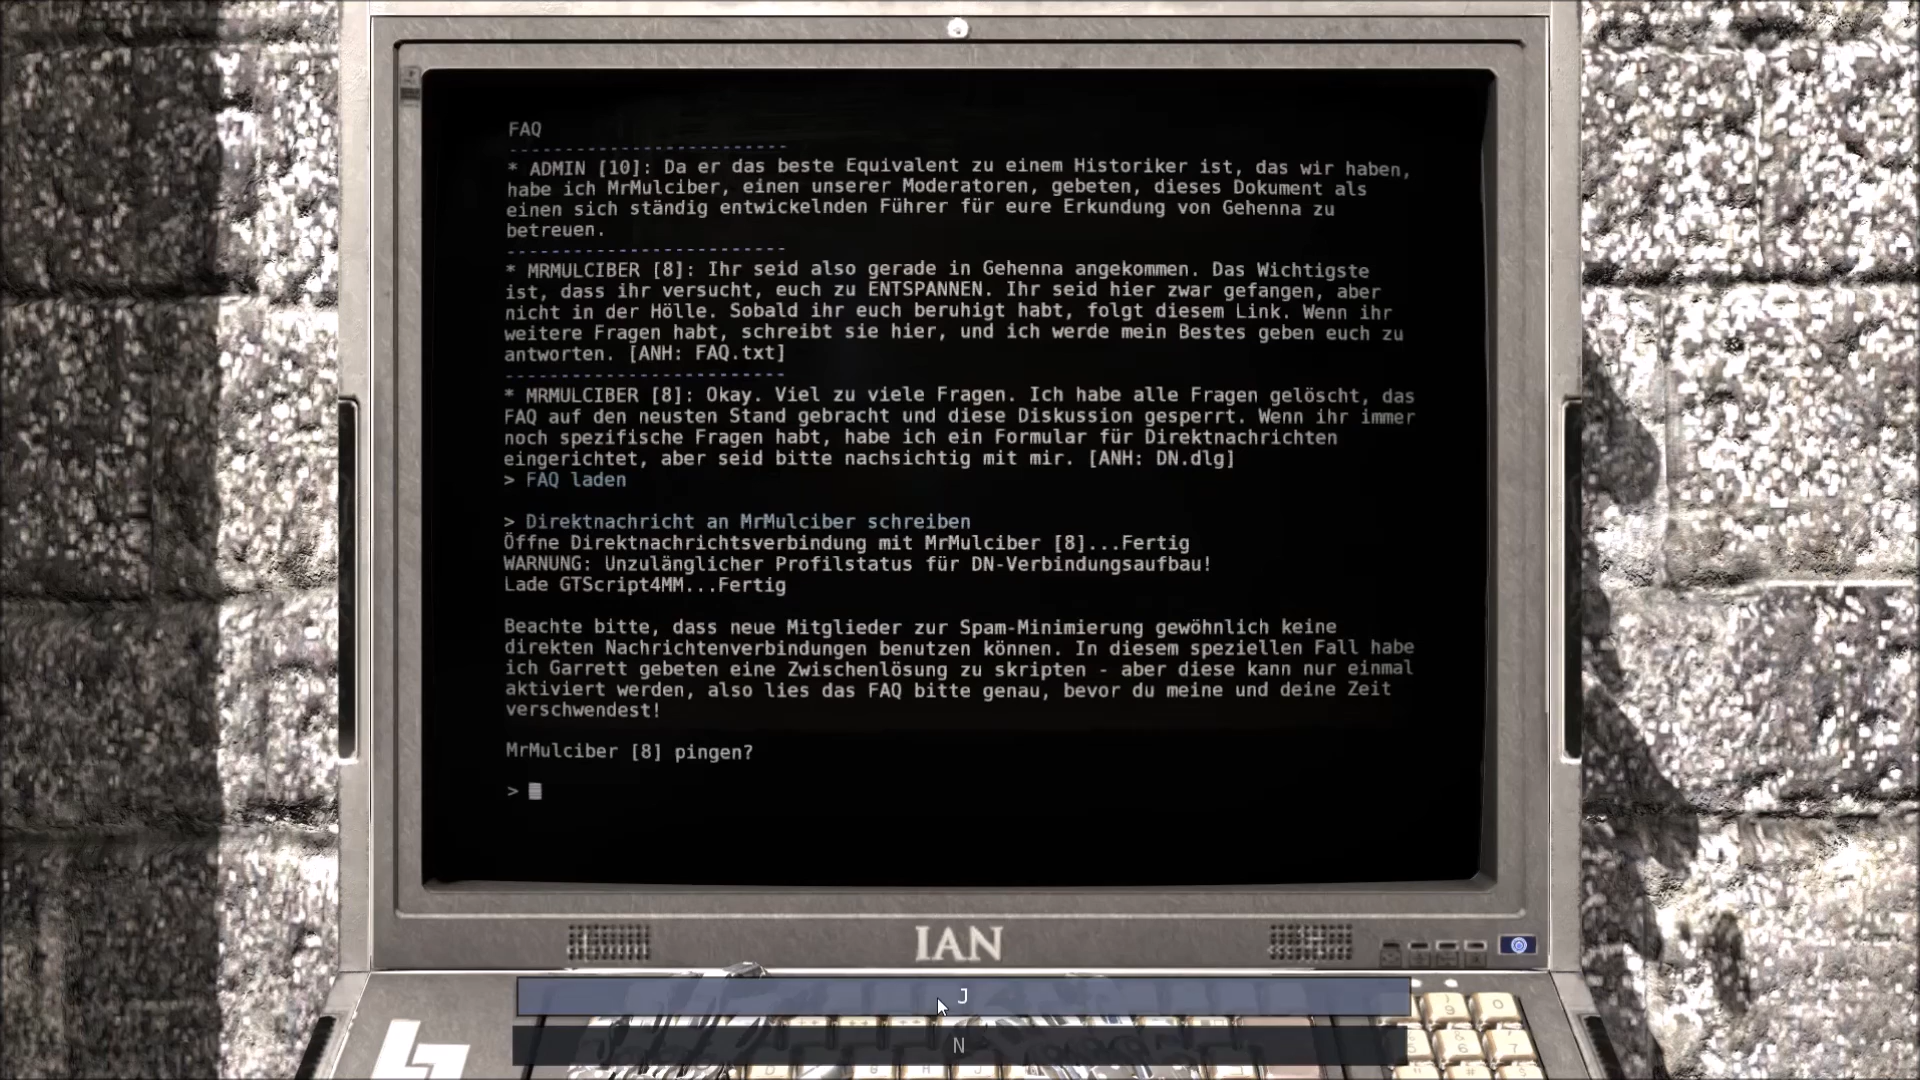 FAQ
* ADMIN [10]: Da er das beste Equivalent zu einem Historiker ist, das wir haben,
habe ich MrMulciber, einen unserer Moderatoren, gebeten, dieses Dokument als
einen sich ständig entwickelnden Führer für eure Erkundung von Gehenna zu
betreuen.
* MRMULCIBER [8]: Ihr seid also gerade in Gehenna angekommen. Das Wichtigste
ist, dass ihr versucht, euch zu ENTSPANNEN. Ihr seid hier zwar gefangen, aber
nicht in der Hölle. Sobald ihr euch beruhigt habt, folgt diesem Link. Wenn ihr
weitere Fragen habt, schreibt sie hier, und ich werde mein Bestes geben euch zu
antworten. [ANH: FAQ.txt]
* MRMULCIBER [8]: Okay. Viel zu viele Fragen. Ich habe alle Fragen gelöscht, das
FAQ auf den neusten Stand gebracht und diese Diskussion gesperrt. Wenn ihr immer
noch spezifische Fragen habt, habe ich ein Formular für Direktnachrichten
eingerichtet, aber seid bitte nachsichtig mit mir. [ANH: DN.dlg]
> FAQ laden
> Direktnachricht an MrMulciber schreiben
Öffne Direktnachrichtsverbindung mit MrMulciber [8]...Fertig
WARNUNG: Unzulänglicher Profilstatus für DN-Verbindungsaufbau!
Lade GTScript4MM...Fertig
Beachte bitte, dass neue Mitglieder zur Spam-Minimierung gewöhnlich keine
direkten Nachrichtenverbindungen benutzen können. In diesem speziellen Fall habe
ich Garrett gebeten eine Zwischenlösung zu skripten - aber diese kann nur einmal
aktiviert werden, also lies das FAQ bitte genau, bevor du meine und deine Zeit
verschwendest!
MrMulciber [8] pingen?
>
IAN
J
N